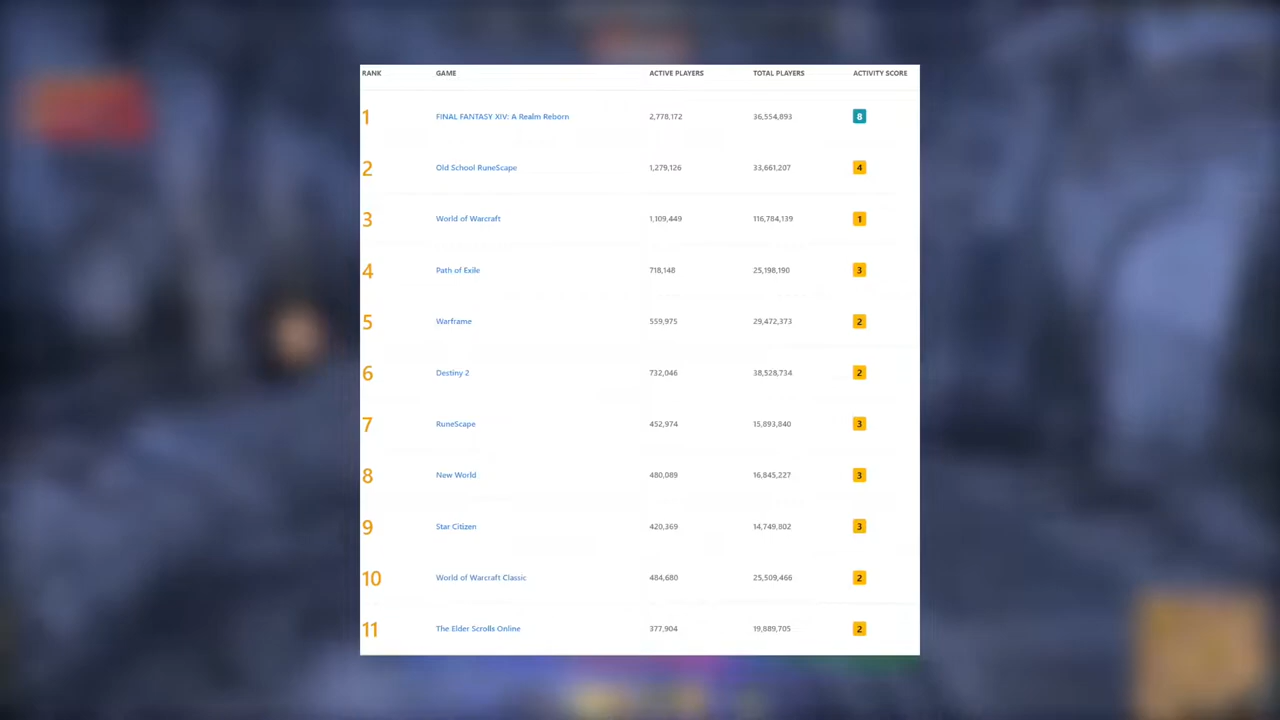 RANK GAME ACTIVE PLAYERS TOTAL PLAYERS ACTIVITY SCORE
1 FINAL FANTASY XIV: A Realm Reborn 2,778,172 36,554,893 8
2 Old School RuneScape 1,279,126 33,661,207 4
3 World of Warcraft 1,109,449 116,784,139 1
4 Path of Exile 718,148 25,198,190 3
5 Warframe 559,975 29,472,373 2
6 Destiny 2 732,046 38,528,734 2
7 RuneScape 452,974 15,893,840 3
8 New World 480,089 16,845,227 3
9 Star Citizen 420,369 14,749,802 3
10 World of Warcraft Classic 484,680 25,509,466 2
11 The Elder Scrolls Online 377,904 19,889,705 2